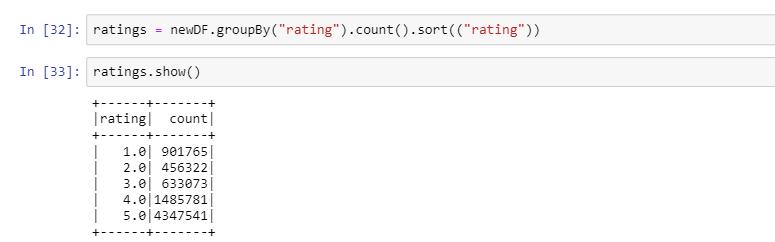 In [32]: ratings = newDF.groupBy("rating").count().sort(("rating"))
In [33]: ratings.show()
+------+-------+
|rating|  count|
+------+-------+
|   1.0| 901765|
|   2.0| 456322|
|   3.0| 633073|
|   4.0|1485781|
|   5.0|4347541|
+------+-------+